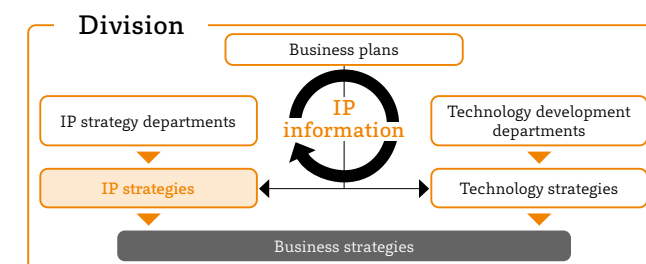 Division
Business plans
IP strategy departments
IP
information
Technology development
departments
IP strategies
Technology strategies
Business strategies